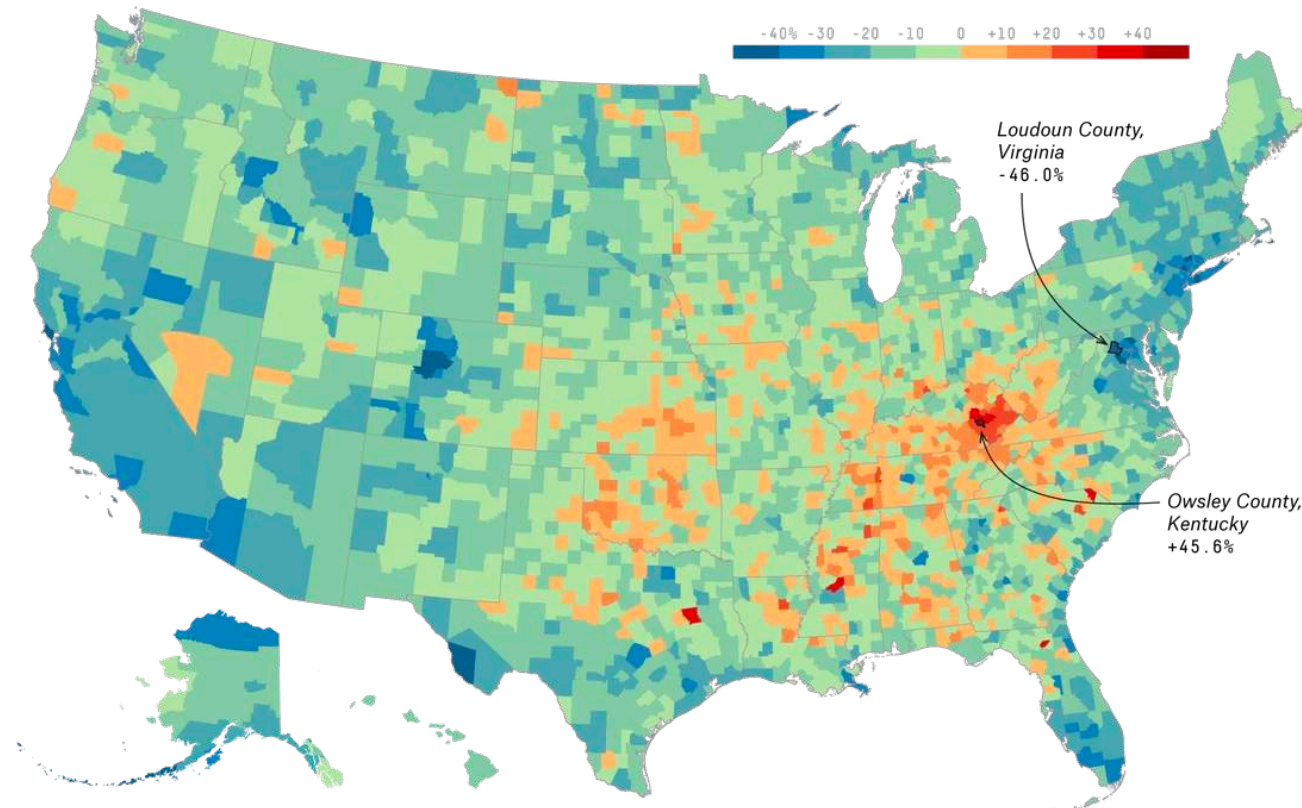 -40% -30 -20 -10 0 +10 +20 +30 +40
Loudoun County,
Virginia
-46.0%
Owsley County,
Kentucky
+45.6%